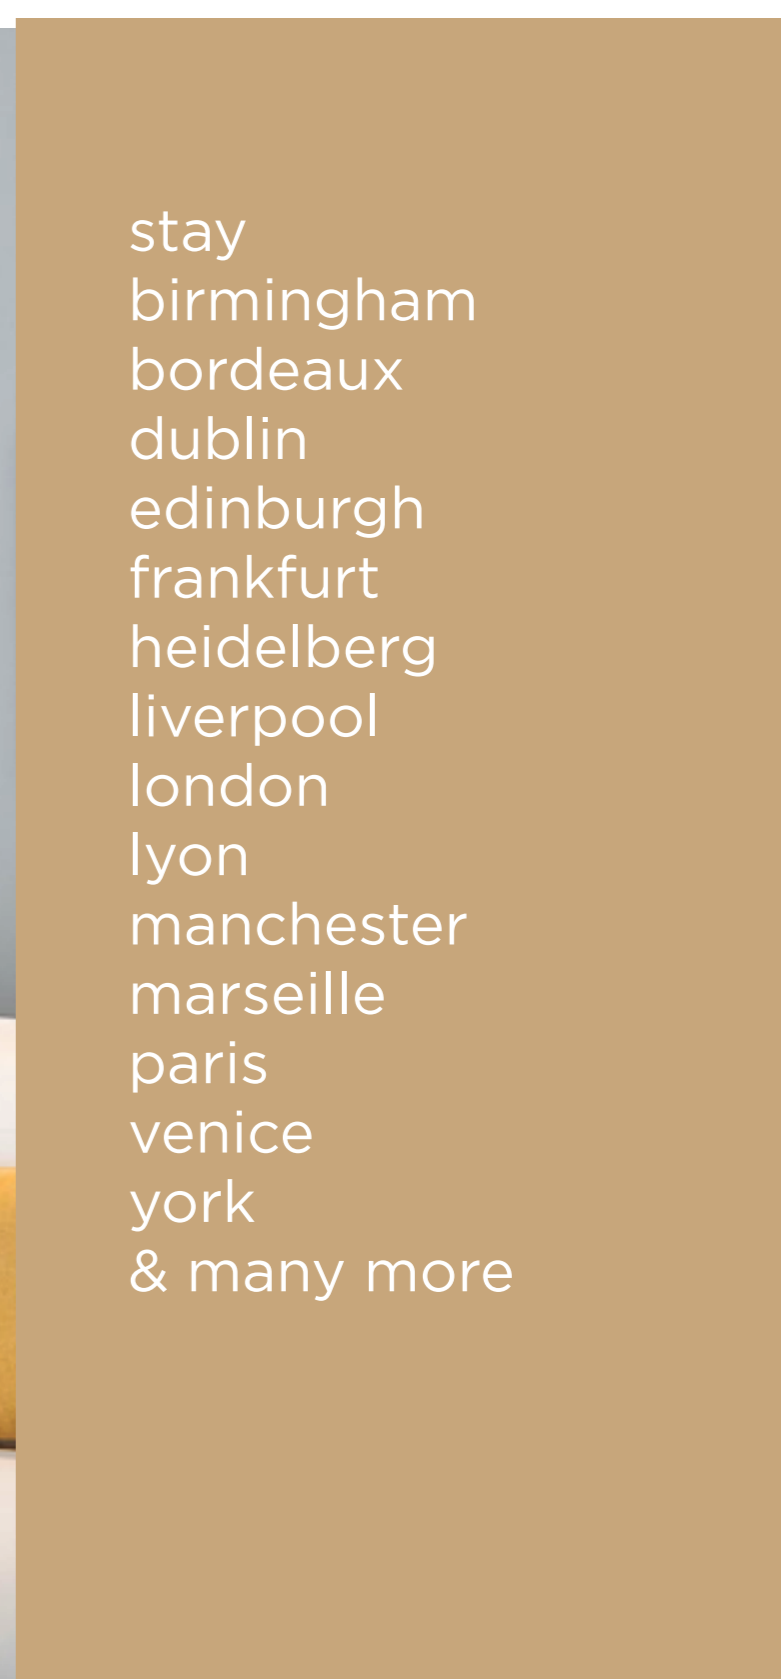 stay
birmingham
bordeaux
dublin
edinburgh
frankfurt
heidelberg
liverpool
london
lyon
manchester
marseille
paris
venice
york
& many more